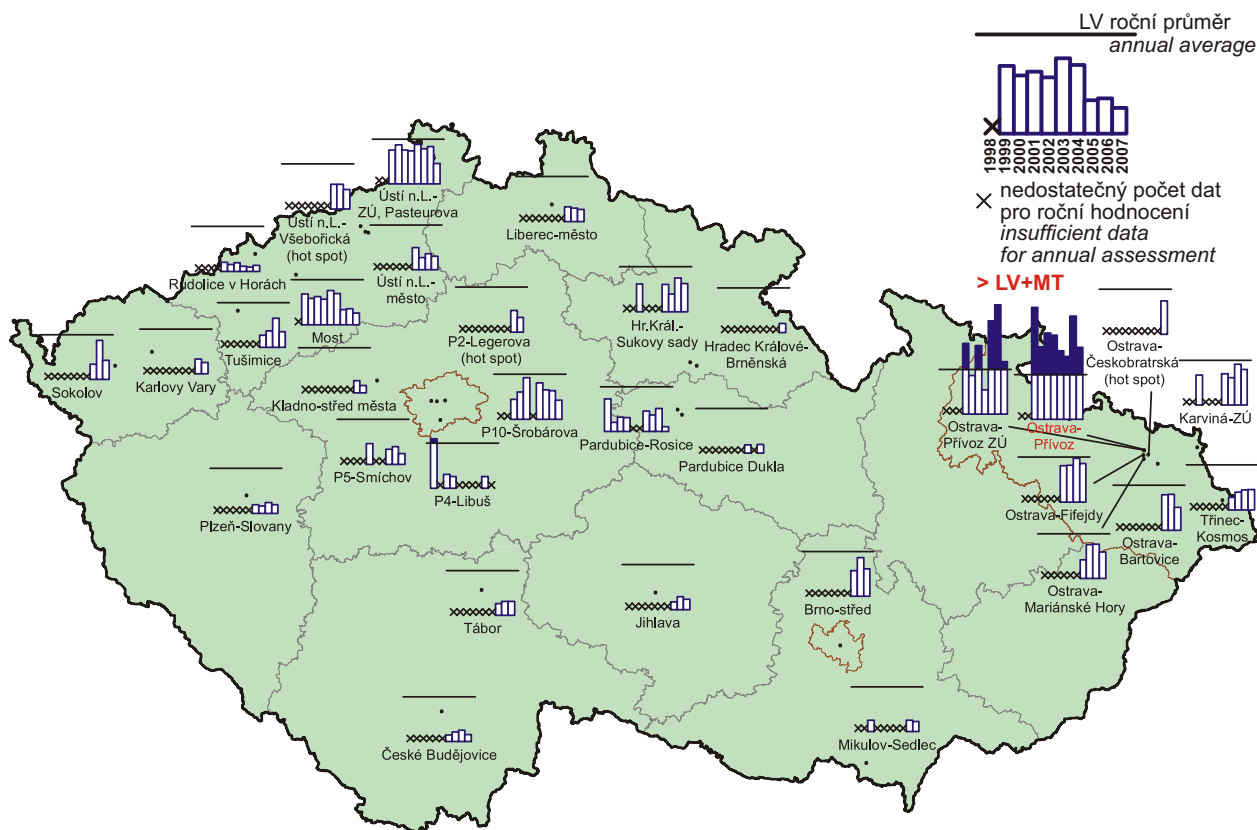 LV roční průměr
annual average
1998
1999
2000
2001
2002
2003
2004
2005
2006
2007
nedostatečný počet dat
pro roční hodnocení
insufficient data
for annual assessment
> LV+MT
Ústí n.L.-
ZÚ, Pasteurova
Ústí n.L.-
Všebořická
(hot spot)
Liberec-město
Rudolice v Horách
Ústí n.L.-
město
Most
Tušimice
Sokolov
Karlovy Vary
P2-Legerova
(hot spot)
Hr.Král.-
Sukovy sady
Hradec Králové-
Brněnská
Ostrava-
Českobratrská
(hot spot)
Karviná-ZÚ
Kladno-střed města
P10-Šrobárova
Pardubice-Rosice
Pardubice Dukla
Ostrava-
Přívoz ZÚ
Ostrava-
Přívoz
P5-Smíchov
P4-Libuš
Plzeň-Slovany
Ostrava-Fifejdy
Ostrava-
Bartovice
Třinec-
Kosmos
Ostrava-
Mariánské Hory
Tábor
Jihlava
Brno-střed
České Budějovice
Mikulov-Sedlec